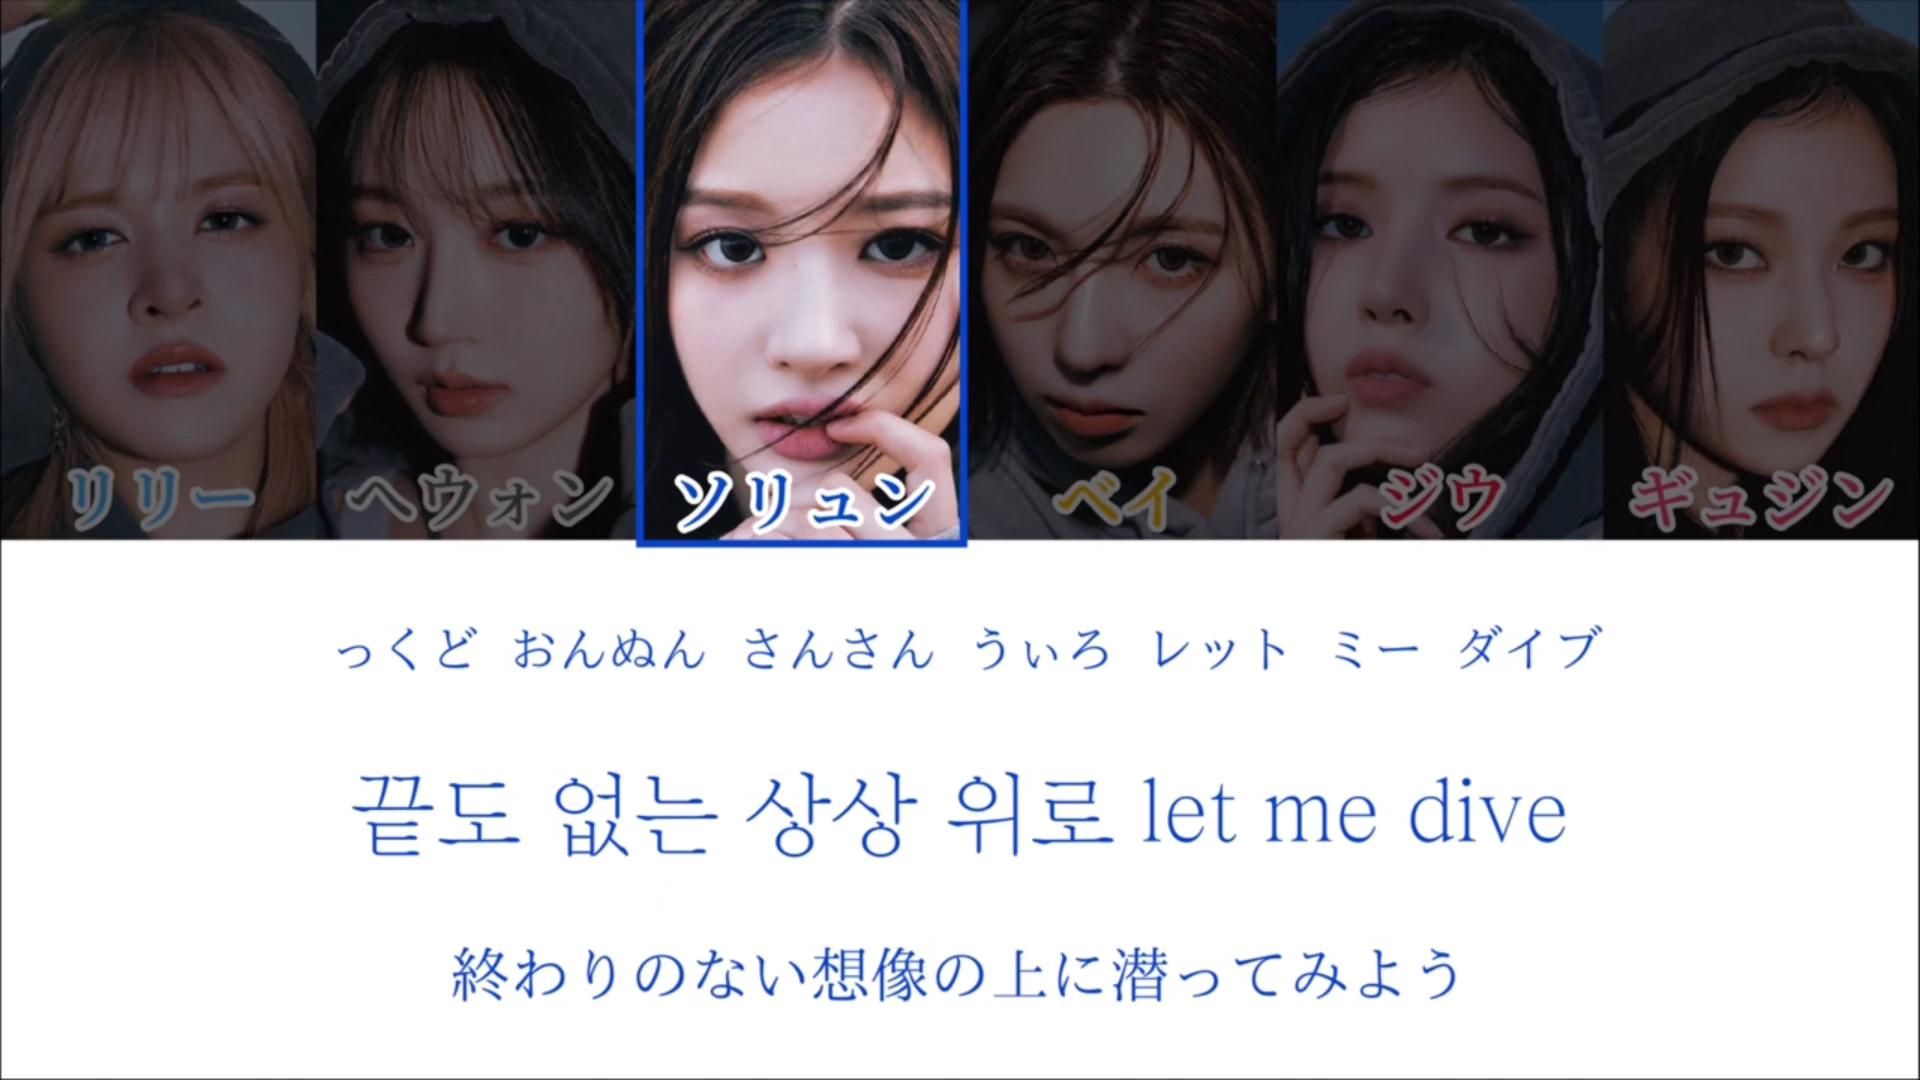 リリー ヘウォン ソリュン ベイ ジウ ギュジン
っくど おんぬん さんさん うぃろ レット ミー ダイブ
끝도 없는 상상 위로 let me dive
終わりのない想像の上に潜ってみよう